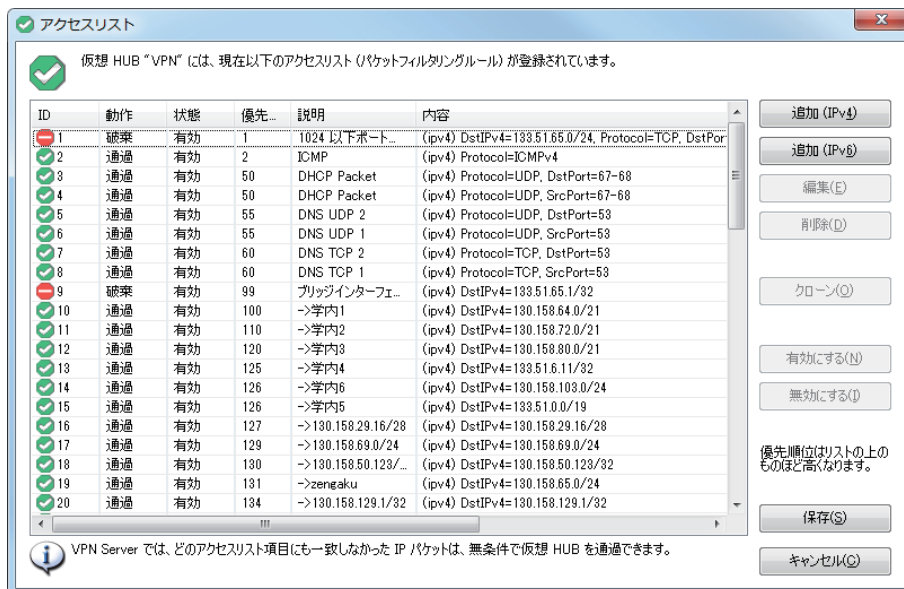 アクセスリスト
仮想 HUB "VPN" には、現在以下のアクセスリスト (パケットフィルタリングルール) が登録されています。
ID 動作 状態 優先... 説明 内容
1 破棄 有効 1 1024 以下ポート... (ipv4) DstIPv4=133.51.65.0/24, Protocol=TCP, DstPor
2 通過 有効 2 ICMP (ipv4) Protocol=ICMPv4
3 通過 有効 50 DHCP Packet (ipv4) Protocol=UDP, DstPort=67-68
4 通過 有効 50 DHCP Packet (ipv4) Protocol=UDP, SrcPort=67-68
5 通過 有効 55 DNS UDP 2 (ipv4) Protocol=UDP, DstPort=53
6 通過 有効 55 DNS UDP 1 (ipv4) Protocol=UDP, SrcPort=53
7 通過 有効 60 DNS TCP 2 (ipv4) Protocol=TCP, DstPort=53
8 通過 有効 60 DNS TCP 1 (ipv4) Protocol=TCP, SrcPort=53
9 破棄 有効 99 ブリッジインターフェ... (ipv4) DstIPv4=133.51.65.1/32
10 通過 有効 100 ->学内1 (ipv4) DstIPv4=130.158.64.0/21
11 通過 有効 110 ->学内2 (ipv4) DstIPv4=130.158.72.0/21
12 通過 有効 120 ->学内3 (ipv4) DstIPv4=130.158.80.0/21
13 通過 有効 125 ->学内4 (ipv4) DstIPv4=133.51.6.11/32
14 通過 有効 126 ->学内6 (ipv4) DstIPv4=130.158.103.0/24
15 通過 有効 126 ->学内5 (ipv4) DstIPv4=133.51.0.0/19
16 通過 有効 127 ->130.158.29.16/28 (ipv4) DstIPv4=130.158.29.16/28
17 通過 有効 129 ->130.158.69.0/24 (ipv4) DstIPv4=130.158.69.0/24
18 通過 有効 130 ->130.158.50.123/... (ipv4) DstIPv4=130.158.50.123/32
19 通過 有効 131 ->zengaku (ipv4) DstIPv4=130.158.65.0/24
20 通過 有効 134 ->130.158.129.1/32 (ipv4) DstIPv4=130.158.129.1/32
追加 (IPv4)
追加 (IPv6)
編集(E)
削除(D)
クローン(O)
有効にする(N)
無効にする(I)
優先順位はリストの上の
ものほど高くなります。
保存(S)
キャンセル(C)
VPN Server では、どのアクセスリスト項目にも一致しなかった IP パケットは、無条件で仮想 HUB を通過できます。